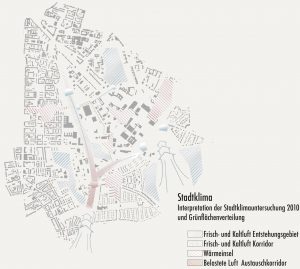 Stadtklima
Interpretation der Stadtklimauntersuchung 2010
und Grünflächenverteilung
Frisch- und Kaltluft Entstehungsgebiet
Frisch- und Kaltluft Korridor
Wärmeinsel
Belastete Luft Austauschkorridor